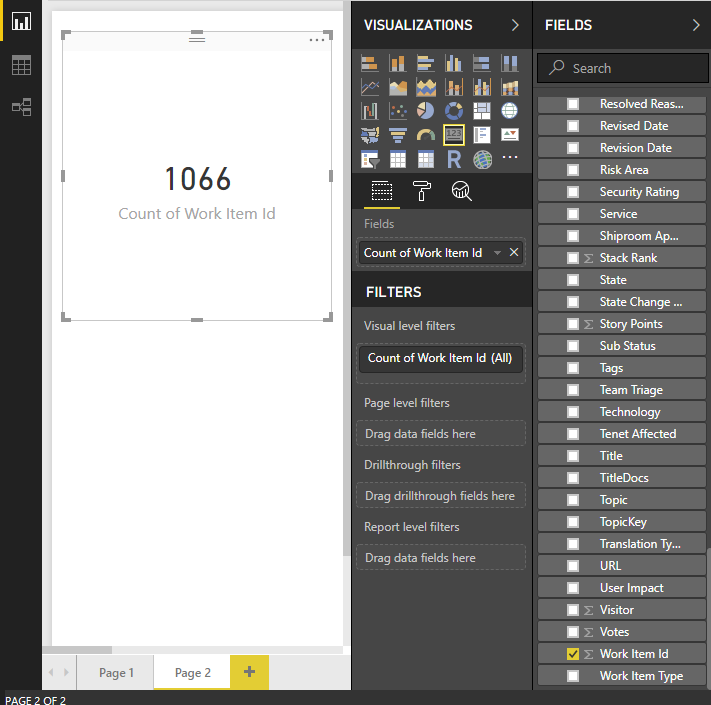 1066
Count of Work Item Id
Page 1
Page 2
PAGE 2 OF 2
VISUALIZATIONS
123
R
Fields
Count of Work Item Id
FILTERS
Visual level filters
Count of Work Item Id (All)
Page level filters
Drag data fields here
Drillthrough filters
Drag drillthrough fields here
Report level filters
Drag data fields here
FIELDS
Search
Resolved Reas...
Revised Date
Revision Date
Risk Area
Security Rating
Service
Shiproom Ap...
Σ Stack Rank
State
State Change ...
Σ Story Points
Sub Status
Tags
Team Triage
Technology
Tenet Affected
Title
TitleDocs
Topic
TopicKey
Translation Ty...
URL
User Impact
Σ Visitor
Σ Votes
Σ Work Item Id
Work Item Type